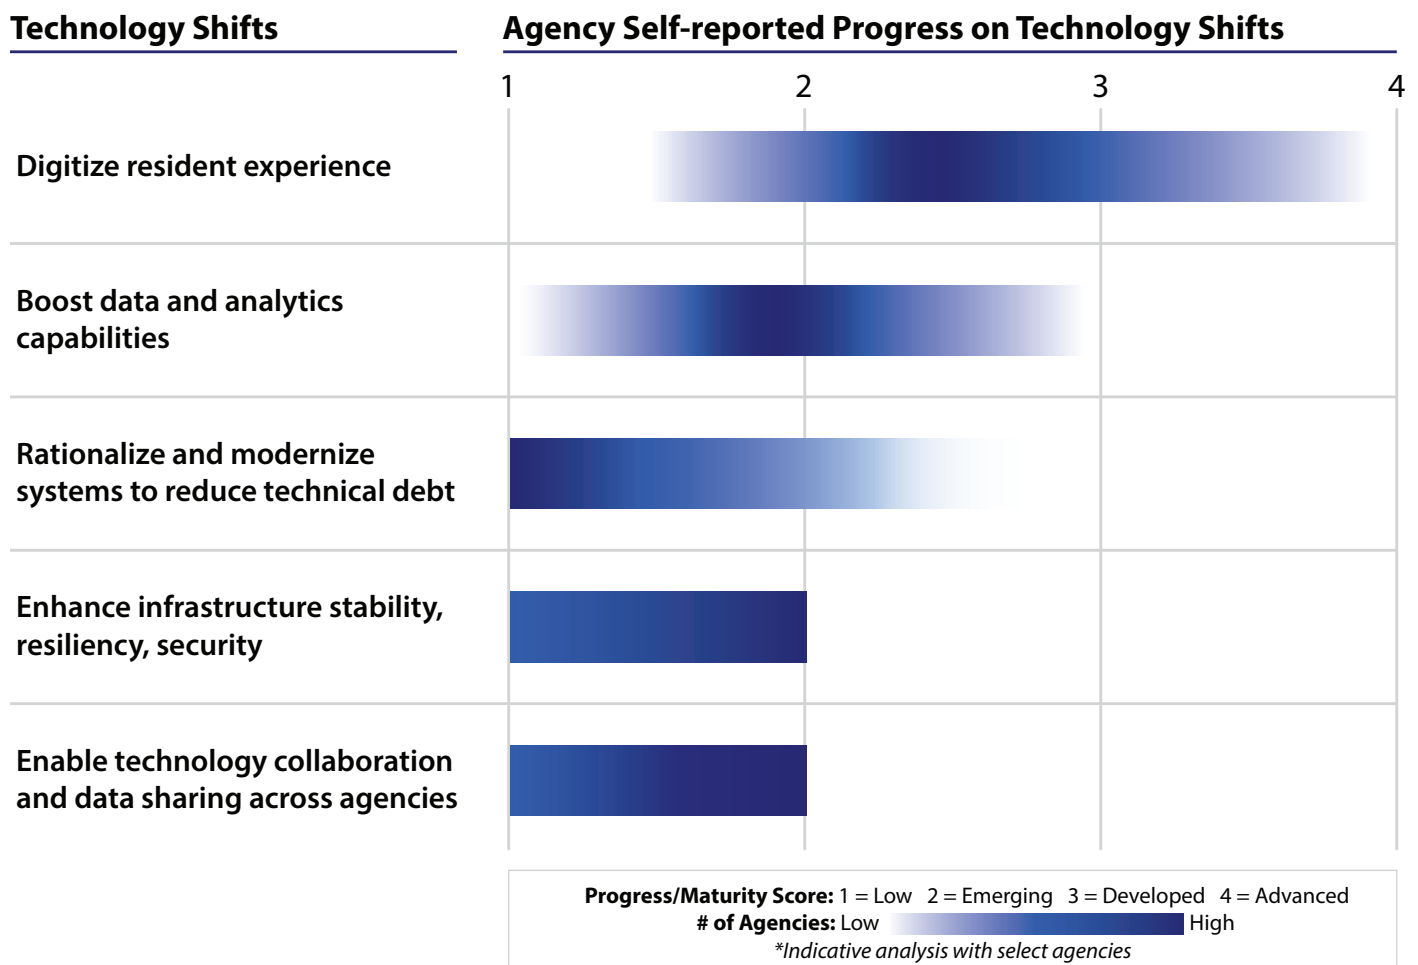 Technology Shifts
Agency Self-reported Progress on Technology Shifts
1 2 3 4
Digitize resident experience
Boost data and analytics
capabilities
Rationalize and modernize
systems to reduce technical debt
Enhance infrastructure stability,
resiliency, security
Enable technology collaboration
and data sharing across agencies
Progress/Maturity Score: 1 = Low 2 = Emerging 3 = Developed 4 = Advanced
# of Agencies: Low High
*Indicative analysis with select agencies